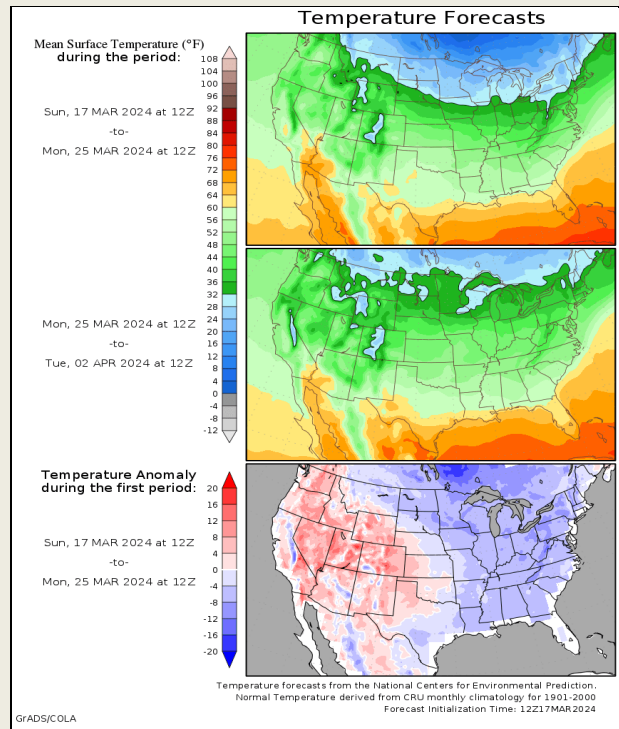 Temperature Forecasts
Mean Surface Temperature (°F)
during the period:
Sun, 17 MAR 2024 at 12Z
-to-
Mon, 25 MAR 2024 at 12Z
108
104
100
96
92
88
84
80
76
72
68
64
60
56
52
48
44
40
36
32
28
24
20
16
12
8
4
0
-4
-8
-12
Mon, 25 MAR 2024 at 12Z
-to-
Tue, 02 APR 2024 at 12Z
Temperature Anomaly
during the first period:
Sun, 17 MAR 2024 at 12Z
-to-
Mon, 25 MAR 2024 at 12Z
20
16
12
8
4
0
-4
-8
-12
-16
-20
Temperature forecasts from the National Centers for Environmental Prediction.
Normal Temperature derived from CRU monthly climatology for 1901-2000
Forecast Initialization Time: 12Z17MAR2024
GrADS/COLA